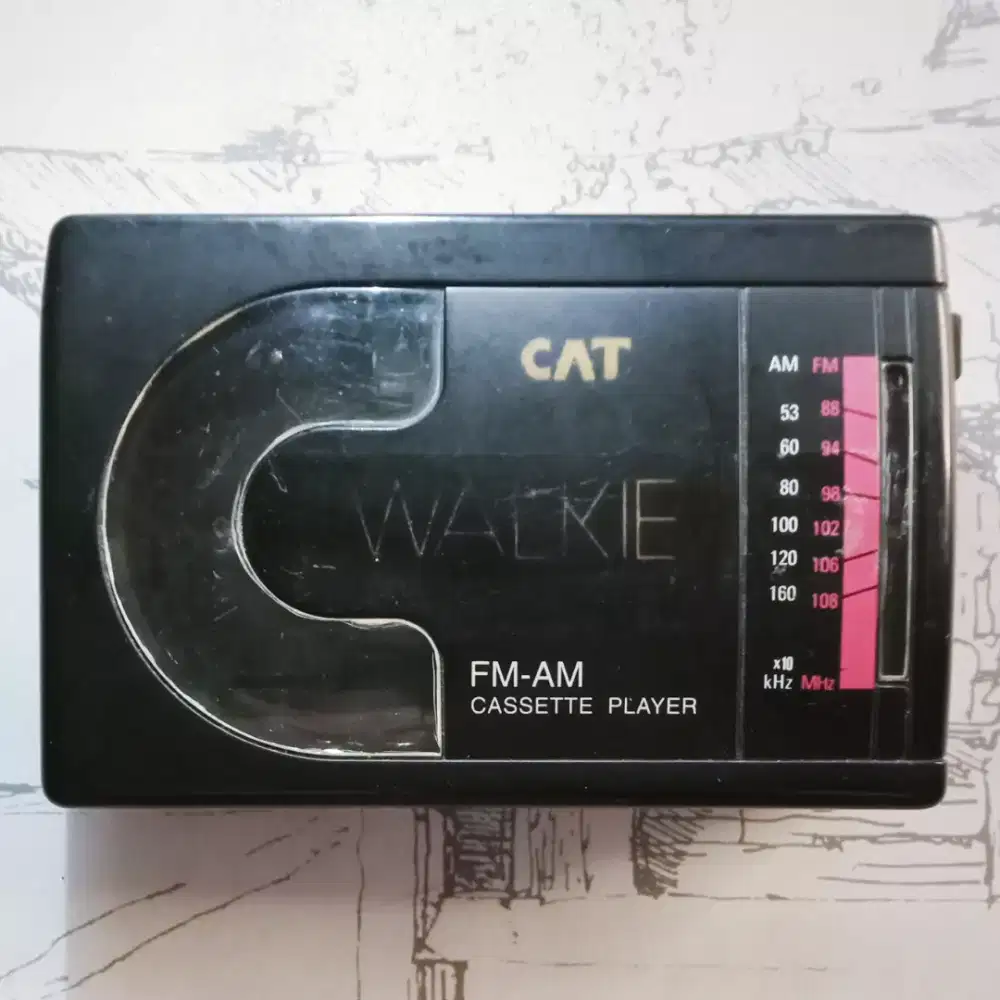 CAT
WALKIE
FM-AM
CASSETTE PLAYER
AM FM
53 88
60 94
80 98
100 102
120 106
160 108
x10
kHz MHz